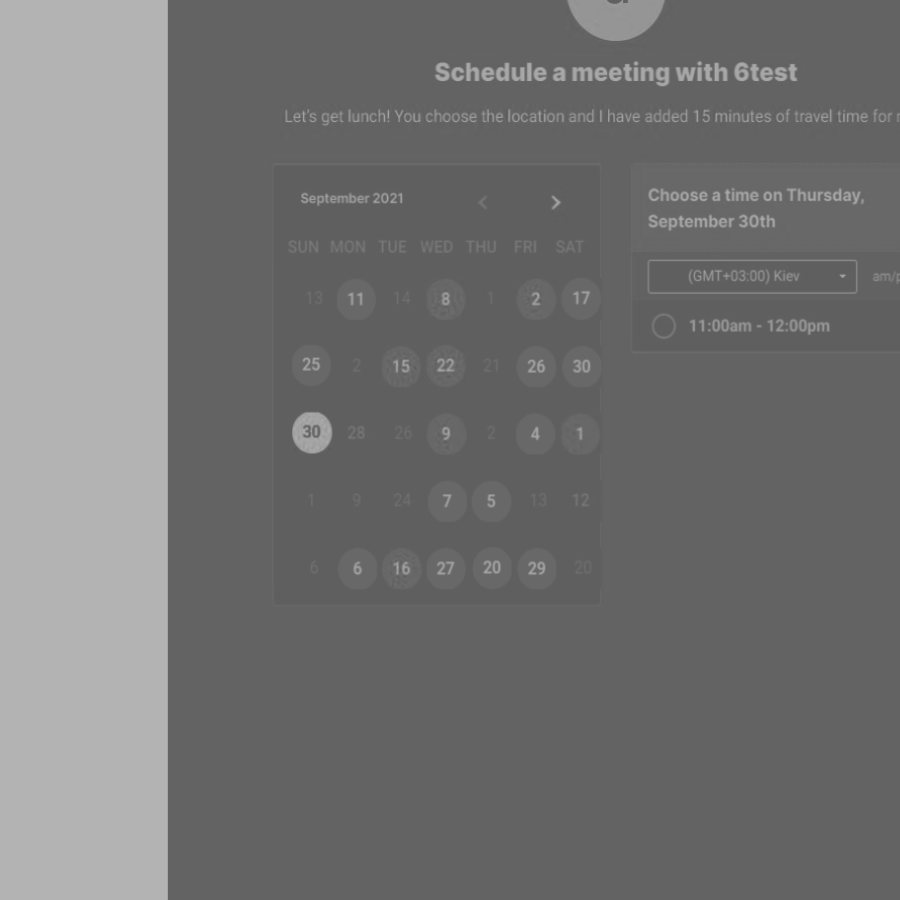 Schedule a meeting with 6test
Let's get lunch! You choose the location and I have added 15 minutes of travel time for
September 2021
SUN MON TUE WED THU FRI SAT
13 11 14 8 1 2 17
25 2 15 22 21 26 30
30 28 26 9 2 4 1
1 9 24 7 5 13 12
6 6 16 27 20 29 20
Choose a time on Thursday,
September 30th
(GMT+03:00) Kiev am/
11:00am - 12:00pm